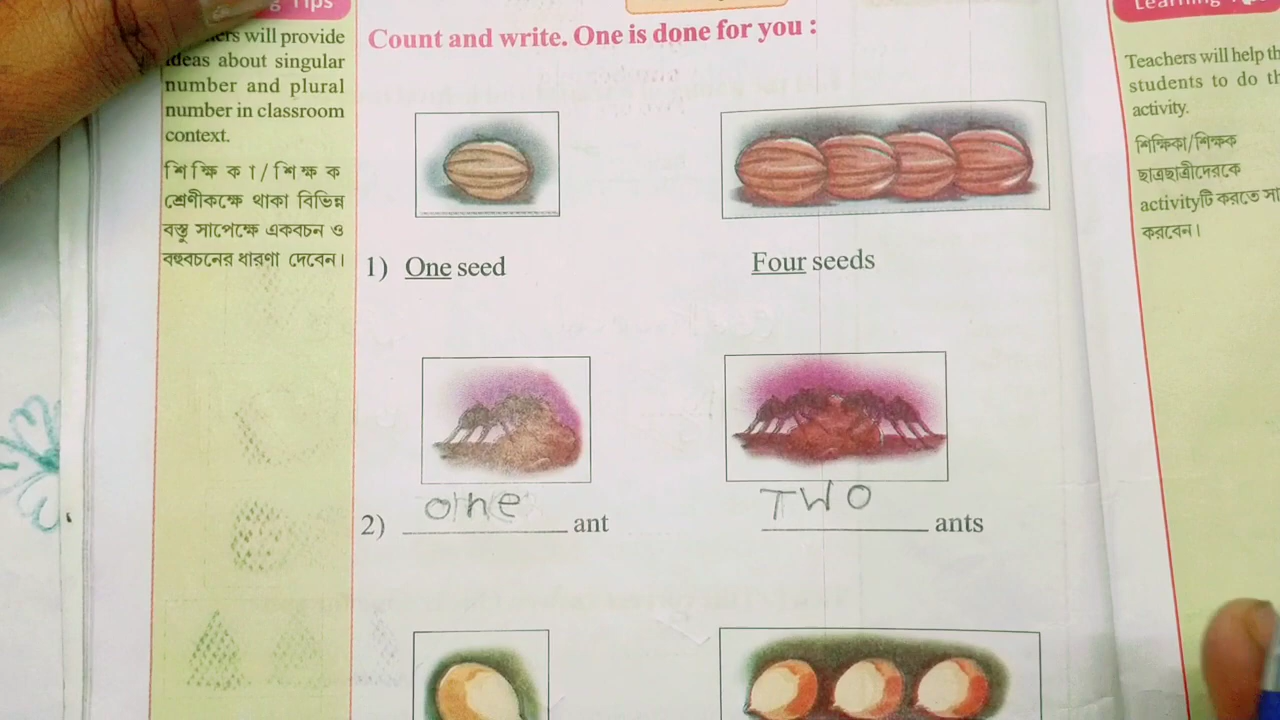 Tips
ers will provide
ideas about singular
number and plural
number in classroom
context.
শিক্ষিকা/শিক্ষক
শ্রেণীকক্ষে থাকা বিভিন্ন
বস্তু সাপেক্ষে একবচন ও
বহুবচনের ধারণা দেবেন।
Count and write. One is done for you :
1) One seed
Four seeds
2) one ant
TWO ants
Learning
Teachers will help th
students to do th
activity.
শিক্ষিকা/শিক্ষক
ছাত্রছাত্রীদেরকে
activityটি করতে সা
করবেন।